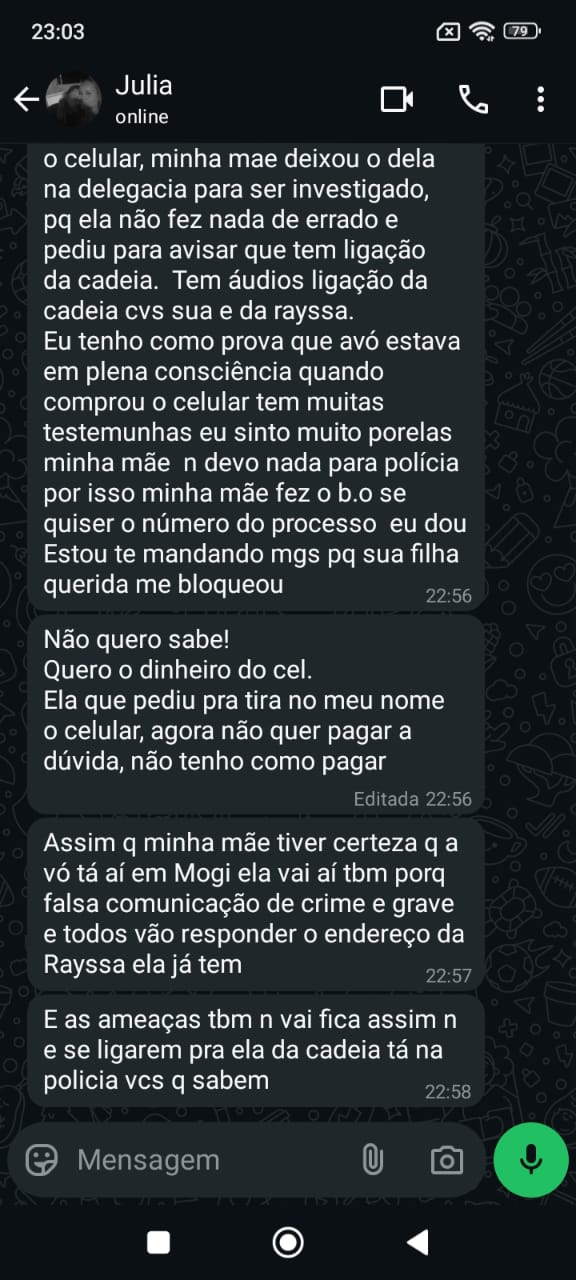 23:03
79
Julia
online
o celular, minha mae deixou o dela
na delegacia para ser investigado,
pq ela não fez nada de errado e
pediu para avisar que tem ligação
da cadeia.  Tem áudios ligação da
cadeia cvs sua e da rayssa.
Eu tenho como prova que avó estava
em plena consciência quando
comprou o celular tem muitas
testemunhas eu sinto muito porelas
minha mãe  n devo nada para polícia
por isso minha mãe fez o b.o se
quiser o número do processo  eu dou
Estou te mandando mgs pq sua filha
querida me bloqueou
22:56
Não quero sabe!
Quero o dinheiro do cel.
Ela que pediu pra tira no meu nome
o celular, agora não quer pagar a
dúvida, não tenho como pagar
Editada 22:56
Assim q minha mãe tiver certeza q a
vó tá aí em Mogi ela vai aí tbm porq
falsa comunicação de crime e grave
e todos vão responder o endereço da
Rayssa ela já tem
22:57
E as ameaças tbm n vai fica assim n
e se ligarem pra ela da cadeia tá na
policia vcs q sabem
22:58
Mensagem